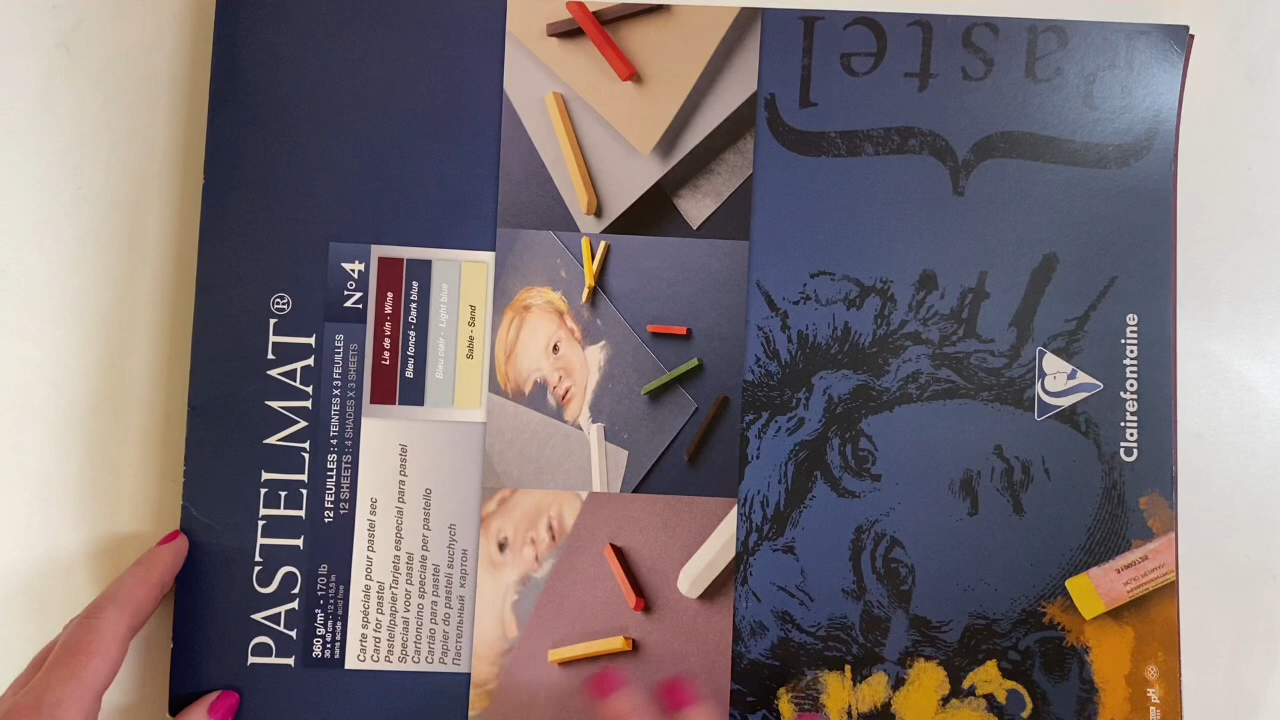 PASTELMAT®
12 FEUILLES : 4 TEINTES X 3 FEUILLES
12 SHEETS : 4 SHADES X 3 SHEETS
N°4
360 g/m² - 170 lb
30 x 40 cm - 12 x 15,5 in
sans acide - acid free
Lie de vin - Wine
Bleu foncé - Dark blue
Bleu clair - Light blue
Sable - Sand
Carte spéciale pour pastel sec
Card for pastel
PastellpapierTarjeta especial para pastel
Speciaal voor pastel
Cartoncino speciale per pastello
Cartão para pastel
Papier do pasteli suchych
Пастельный картон
Pastel
Clairefontaine
pH